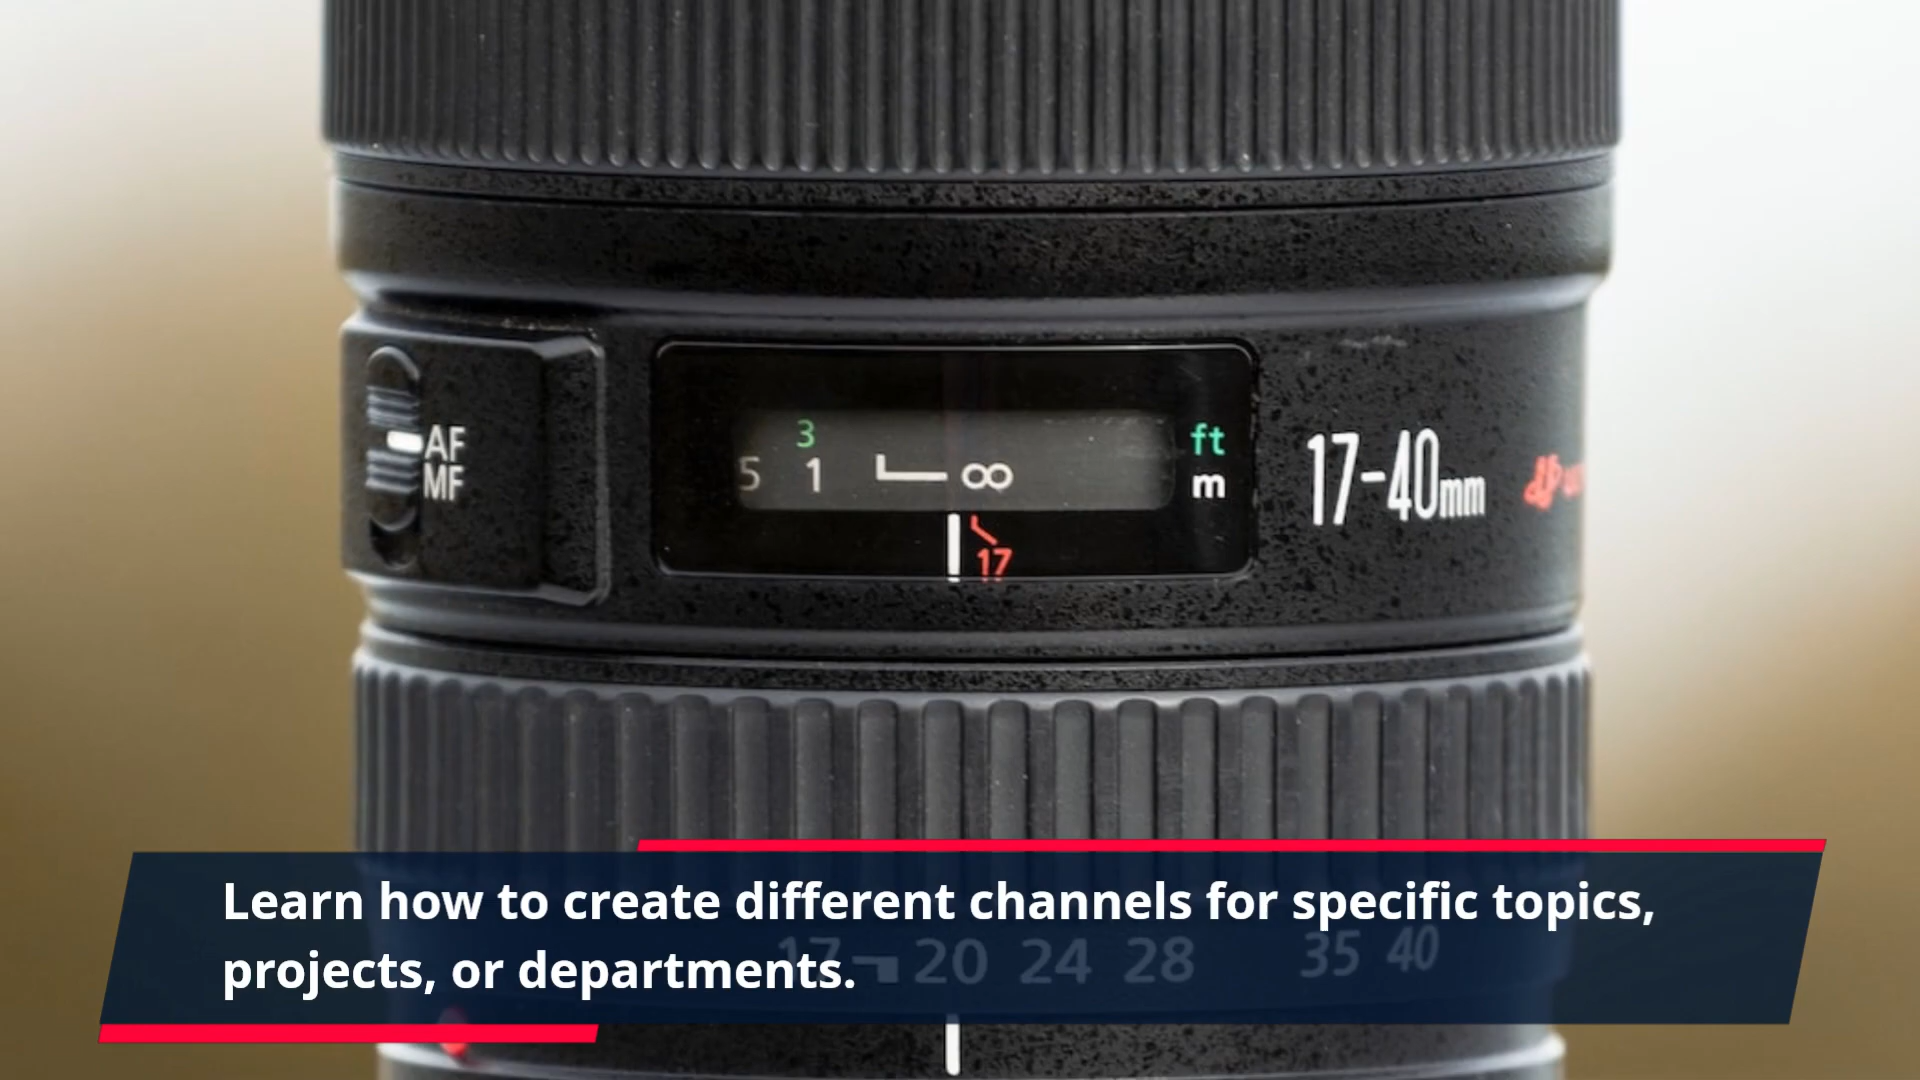 AF
MF
3
5 1 ∞
ft
m
17-40mm
17
Learn how to create different channels for specific topics,
projects, or departments.
17 20 24 28 35 40